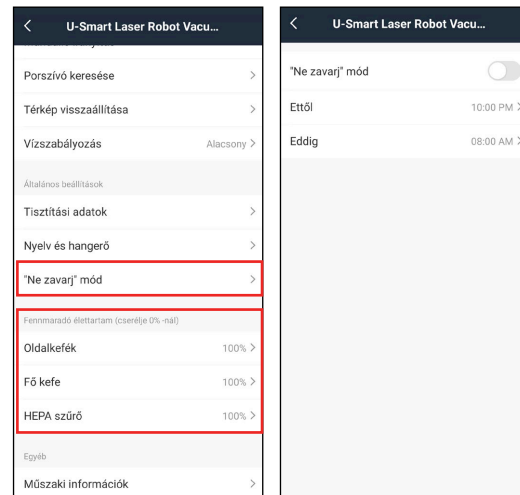 U-Smart Laser Robot Vacu...
Porszívó keresése
Térkép visszaállítása
Vízszabályozás Alacsony
Általános beállítások
Tisztítási adatok
Nyelv és hangerő
"Ne zavarj" mód
Fennmaradó élettartam (cserélje 0% -nál)
Oldalkefék 100%
Fő kefe 100%
HEPA szűrő 100%
Egyéb
Műszaki információk
U-Smart Laser Robot Vacu...
"Ne zavarj" mód
Ettől 10:00 PM
Eddig 08:00 AM